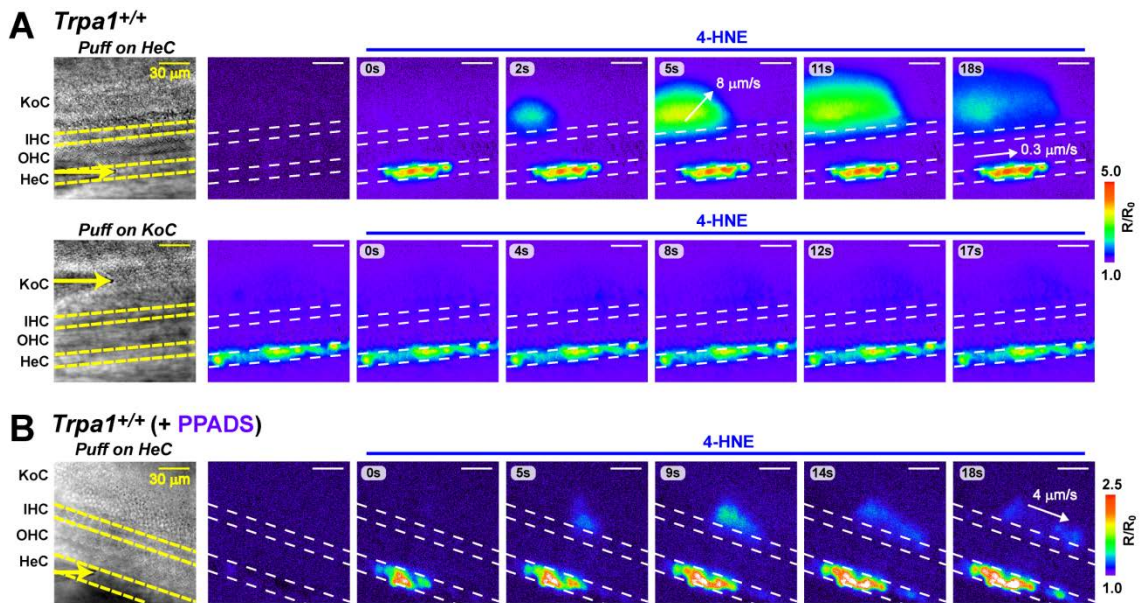 A Trpa1+/+
Puff on HeC
4-HNE
30 µm
KoC
IHC
OHC
HeC
0s
2s
5s
11s
18s
8 µm/s
0.3 µm/s
5.0
R/R0
1.0
Puff on KoC
4-HNE
KoC
IHC
OHC
HeC
0s
4s
8s
12s
17s
B Trpa1+/+ (+ PPADS)
Puff on HeC
4-HNE
30 µm
KoC
IHC
OHC
HeC
0s
5s
9s
14s
18s
4 µm/s
2.5
R/R0
1.0